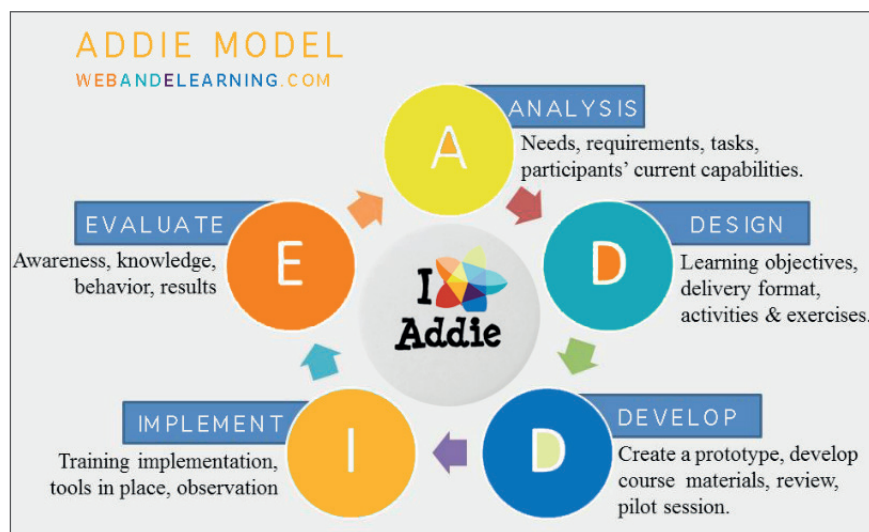 ADDIE MODEL
WEBANDELEARNING.COM
A
ANALYSIS
Needs, requirements, tasks,
participants' current capabilities.
D
DESIGN
Learning objectives,
delivery format,
activities & exercises.
D
DEVELOP
Create a prototype, develop
course materials, review,
pilot session.
I
IMPLEMENT
Training implementation,
tools in place, observation
E
EVALUATE
Awareness, knowledge,
behavior, results
I
Addie